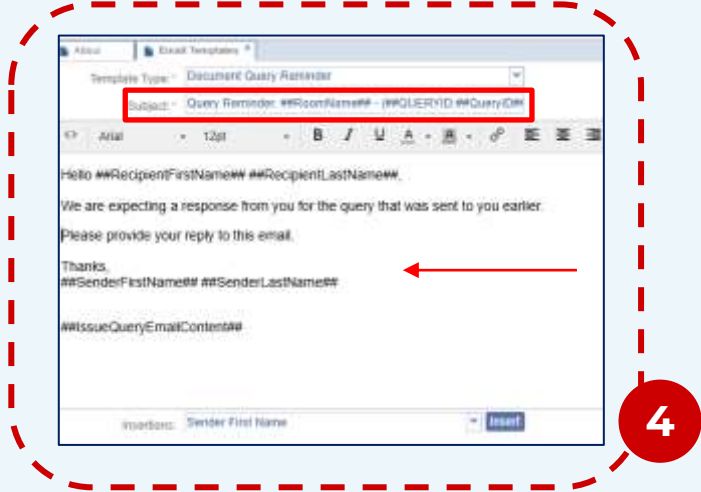 About Email Templates *
Template Type: * Document Query Reminder
Subject: * Query Reminder: ##RoomName## - (##QUERYID ##QueryID##
<> Arial 12pt B I U A
Hello ##RecipientFirstName## ##RecipientLastName##,
We are expecting a response from you for the query that was sent to you earlier.
Please provide your reply to this email.
Thanks,
##SenderFirstName## ##SenderLastName##
##IssueQueryEmailContent##
Insertions: Sender First Name Insert
4